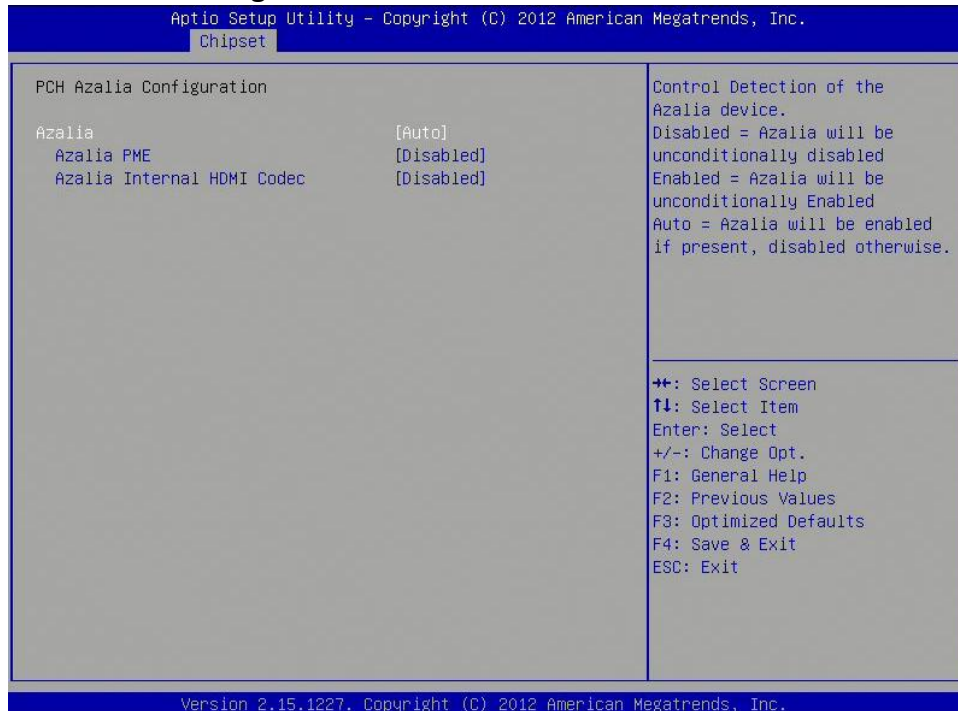 Aptio Setup Utility – Copyright (C) 2012 American Megatrends, Inc.
Chipset
PCH Azalia Configuration
Azalia [Auto]
Azalia PME [Disabled]
Azalia Internal HDMI Codec [Disabled]
Control Detection of the
Azalia device.
Disabled = Azalia will be
unconditionally disabled
Enabled = Azalia will be
unconditionally Enabled
Auto = Azalia will be enabled
if present, disabled otherwise.
→←: Select Screen
↑↓: Select Item
Enter: Select
+/-: Change Opt.
F1: General Help
F2: Previous Values
F3: Optimized Defaults
F4: Save & Exit
ESC: Exit
Version 2.15.1227. Copyright (C) 2012 American Megatrends, Inc.